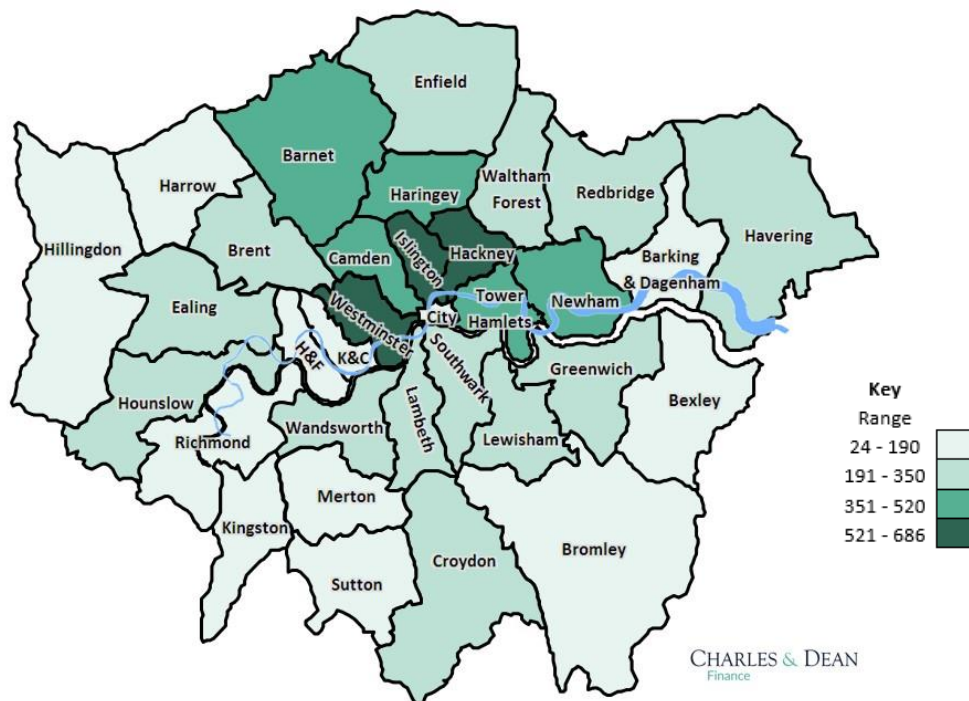 Enfield
Barnet
Harrow
Haringey
Waltham
Forest
Redbridge
Hillingdon
Brent
Camden
Islington
Hackney
Barking
& Dagenham
Havering
Ealing
Westminster
City
Tower
Hamlets
Newham
H&F
K&C
Southwark
Greenwich
Hounslow
Richmond
Wandsworth
Lambeth
Lewisham
Bexley
Kingston
Merton
Sutton
Croydon
Bromley
Key
Range
24 - 190
191 - 350
351 - 520
521 - 686
CHARLES & DEAN
Finance